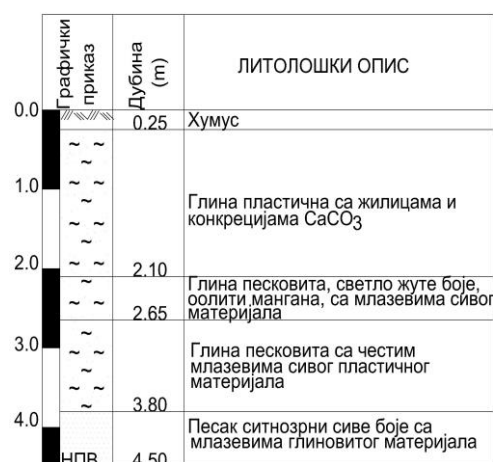 Графички приказ
Дубина (m)
ЛИТОЛОШКИ ОПИС
0.0
0.25
Хумус
1.0
Глина пластична са жилицама и
конкрецијама CaCO3
2.0
2.10
Глина песковита, светло жуте боје,
оолити мангана, са млазевима сивог
материјала
2.65
3.0
Глина песковита са честим
млазевима сивог пластичног
материјала
3.80
4.0
Песак ситнозрни сиве боје са
млазевима глиновитог материјала
НПВ
4.50